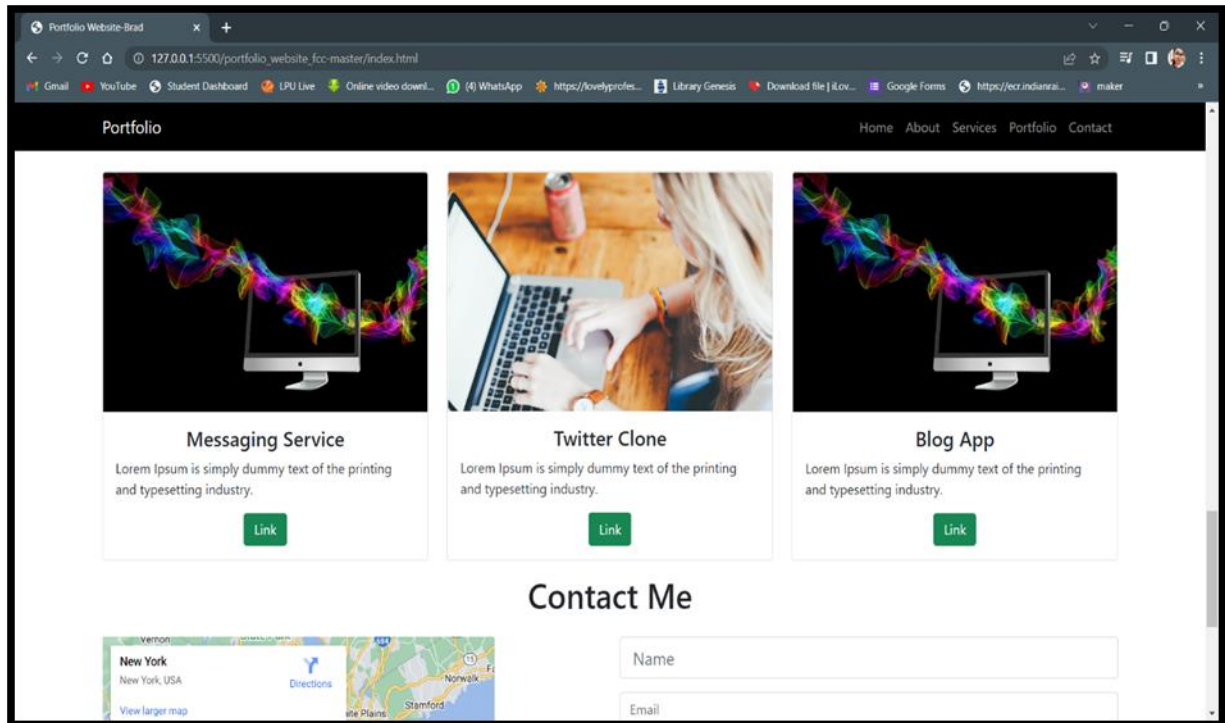 Portfolio Website-Brad
127.0.0.1:5500/portfolio_website_fcc-master/index.html
Gmail YouTube Student Dashboard LPU Live Online video downl... (4) WhatsApp https://lovelyprofes... Library Genesis Download file | iLov... Google Forms https://ecr.indianrai... maker »
Portfolio Home About Services Portfolio Contact
Messaging Service
Lorem Ipsum is simply dummy text of the printing
and typesetting industry.
Link
Twitter Clone
Lorem Ipsum is simply dummy text of the printing
and typesetting industry.
Link
Blog App
Lorem Ipsum is simply dummy text of the printing
and typesetting industry.
Link
Contact Me
New York
New York, USA
Directions
View larger map
Vernon
Norwalk
Stamford
ite Plains
Name
Email